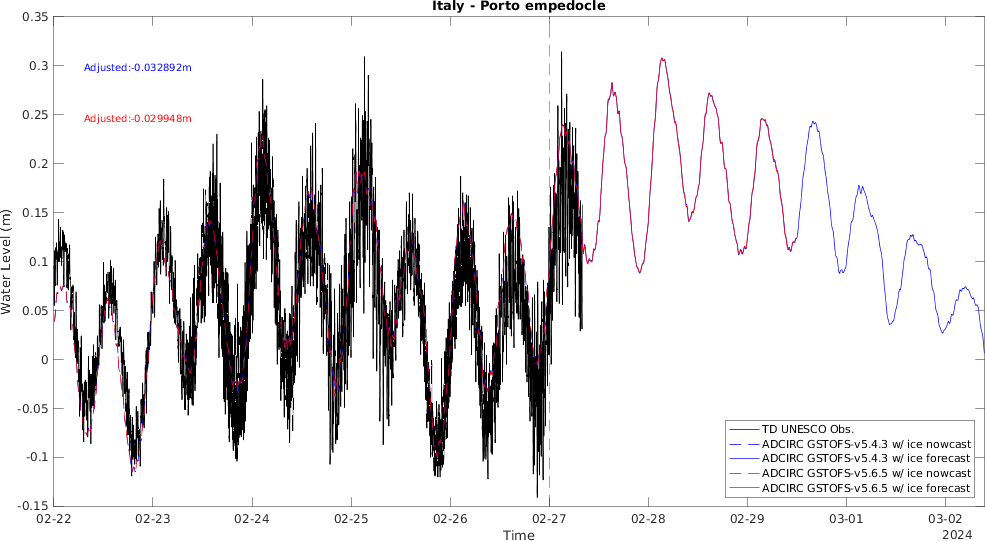 Italy - Porto empedocle
0.35
0.3
0.25
0.2
0.15
0.1
0.05
0
-0.05
-0.1
-0.15
Water Level (m)
Adjusted:-0.032892m
Adjusted:-0.029948m
TD UNESCO Obs.
ADCIRC GSTOFS-v5.4.3 w/ ice nowcast
ADCIRC GSTOFS-v5.4.3 w/ ice forecast
ADCIRC GSTOFS-v5.6.5 w/ ice nowcast
ADCIRC GSTOFS-v5.6.5 w/ ice forecast
02-22 02-23 02-24 02-25 02-26 02-27 02-28 02-29 03-01 03-02
Time
2024